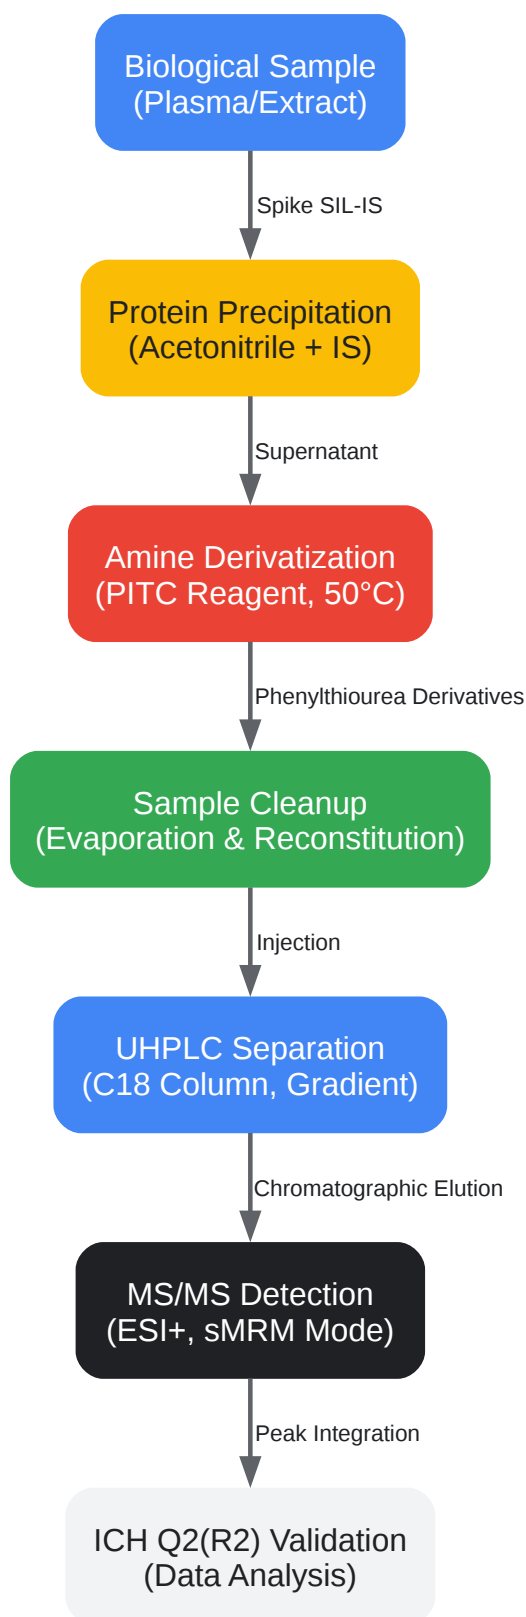 Biological Sample
(Plasma/Extract)
Spike SIL-IS
Protein Precipitation
(Acetonitrile + IS)
Supernatant
Amine Derivatization
(PITC Reagent, 50°C)
Phenylthiourea Derivatives
Sample Cleanup
(Evaporation & Reconstitution)
Injection
UHPLC Separation
(C18 Column, Gradient)
Chromatographic Elution
MS/MS Detection
(ESI+, sMRM Mode)
Peak Integration
ICH Q2(R2) Validation
(Data Analysis)